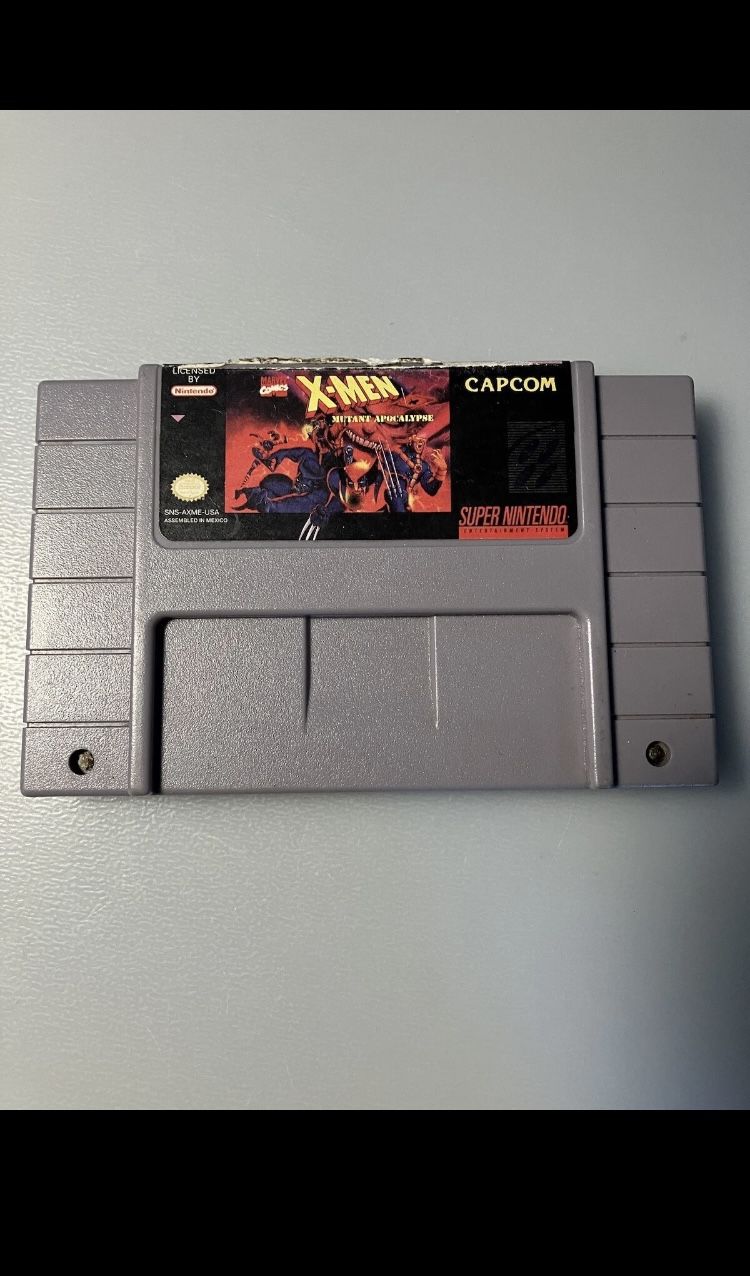 LICENSED
BY
Nintendo
MARVEL
COMICS
X-MEN
MUTANT APOCALYPSE
CAPCOM
SNS-AXME-USA
ASSEMBLED IN MEXICO
SUPER NINTENDO
ENTERTAINMENT SYSTEM